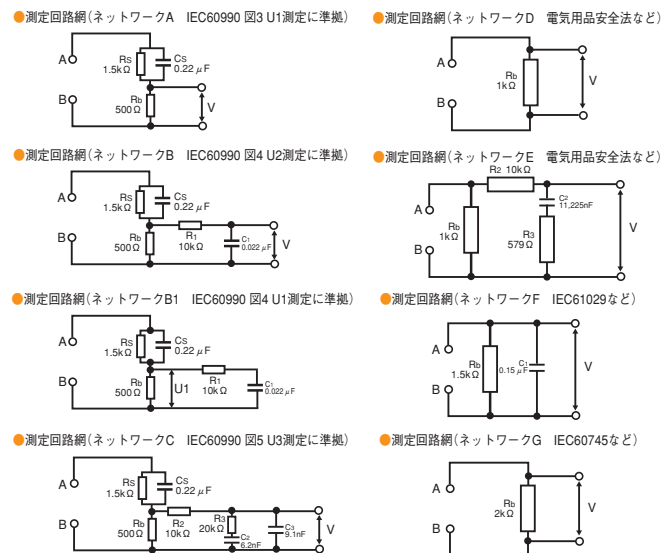 ●測定回路網(ネットワークA　IEC60990 図3 U1測定に準拠)
A
B
RS
1.5kΩ
CS
0.22μF
Rb
500Ω
V
●測定回路網(ネットワークB　IEC60990 図4 U2測定に準拠)
A
B
RS
1.5kΩ
CS
0.22μF
Rb
500Ω
R1
10kΩ
C1
0.022μF
V
●測定回路網(ネットワークB1　IEC60990 図4 U1測定に準拠)
A
B
RS
1.5kΩ
CS
0.22μF
Rb
500Ω
U1
R1
10kΩ
C1
0.022μF
●測定回路網(ネットワークC　IEC60990 図5 U3測定に準拠)
A
B
RS
1.5kΩ
CS
0.22μF
Rb
500Ω
R2
10kΩ
R3
20kΩ
C2
6.2nF
C3
9.1nF
V
●測定回路網(ネットワークD　電気用品安全法など)
A
B
Rb
1kΩ
V
●測定回路網(ネットワークE　電気用品安全法など)
R2 10kΩ
A
B
Rb
1kΩ
C2
11,225nF
R3
579Ω
V
●測定回路網(ネットワークF　IEC61029など)
A
B
Rb
1.5kΩ
C1
0.15μF
V
●測定回路網(ネットワークG　IEC60745など)
A
B
Rb
2kΩ
V